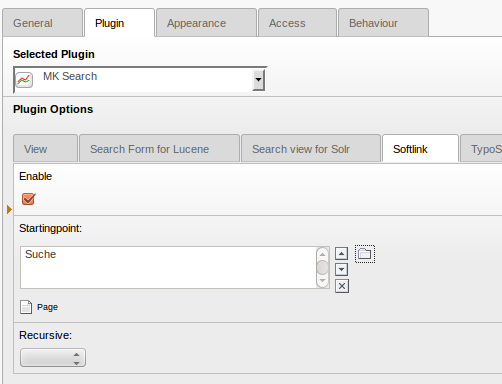 General Plugin Appearance Access Behaviour
Selected Plugin
MK Search
Plugin Options
View Search Form for Lucene Search view for Solr Softlink TypoS
Enable
Startingpoint:
Suche
Page
Recursive: